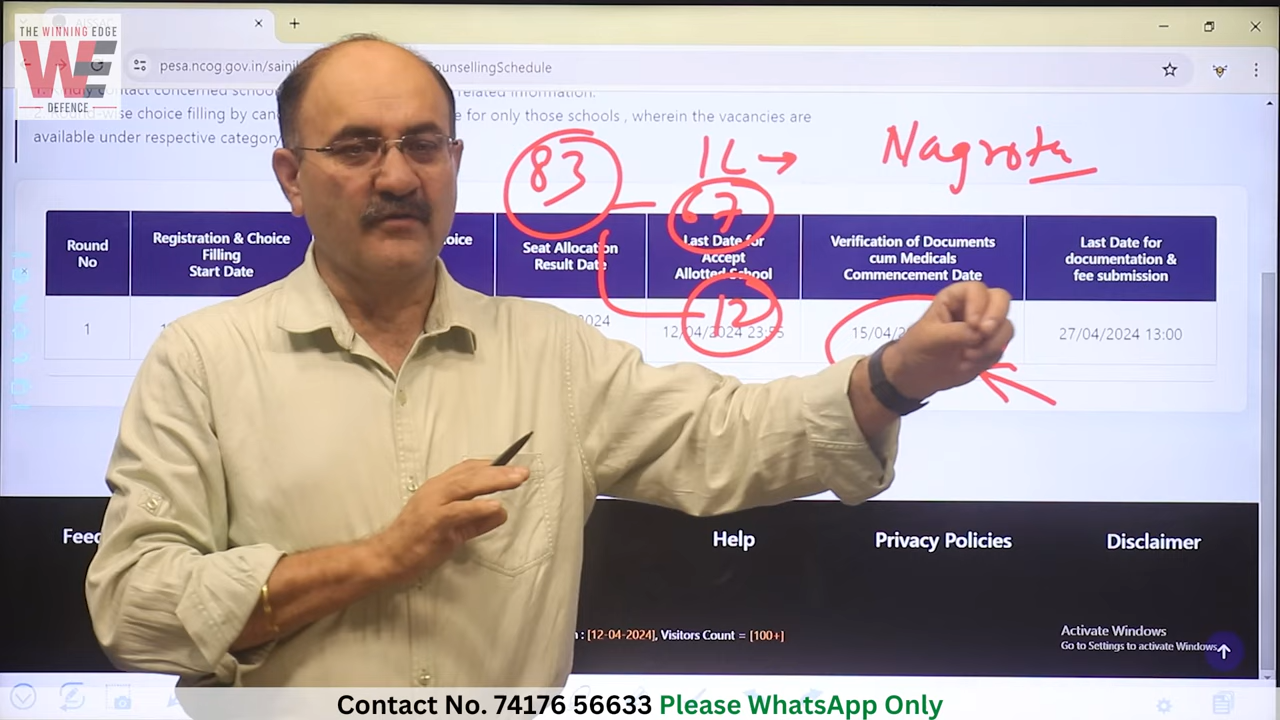 THE WINNING EDGE
WE
DEFENCE
pesa.ncog.gov.in/saini
ounsellingSchedule
1. Kindly contact concerned schoo
related information.
2. Round-wise choice filling by can
e for only those schools , wherein the vacancies are
available under respective category
83
16 →
Nagrota
67
12
Round No
Registration & Choice Filling Start Date
oice
Seat Allocation Result Date
Last Date for Accept Allotted School
Verification of Documents cum Medicals Commencement Date
Last Date for documentation & fee submission
1
024
12/04/2024 23:55
15/04/2
27/04/2024 13:00
Feed
Help
Privacy Policies
Disclaimer
n : [12-04-2024], Visitors Count = [100+]
Activate Windows
Go to Settings to activate Windows.
Contact No. 74176 56633 Please WhatsApp Only